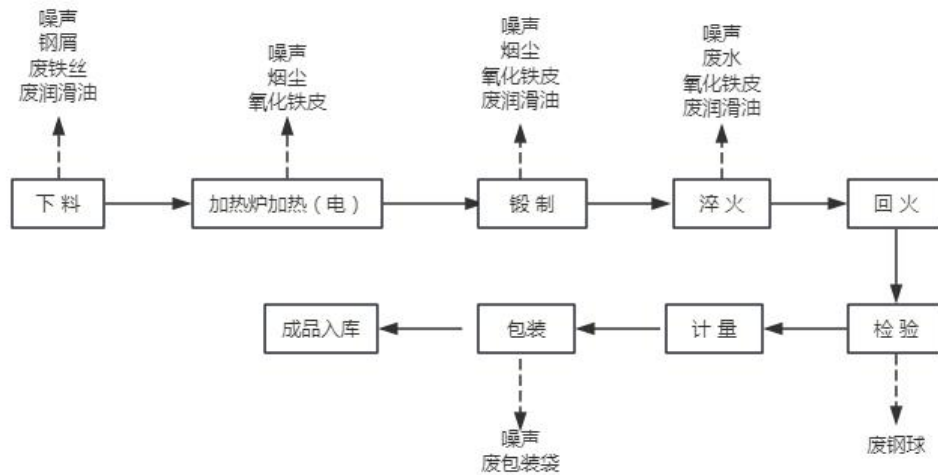 噪声
钢屑
废铁丝
废润滑油
噪声
烟尘
氧化铁皮
噪声
烟尘
氧化铁皮
废润滑油
噪声
废水
氧化铁皮
废润滑油
下 料
加热炉加热（电）
锻 制
淬 火
回 火
成品入库
包装
计 量
检 验
噪声
废包装袋
废钢球